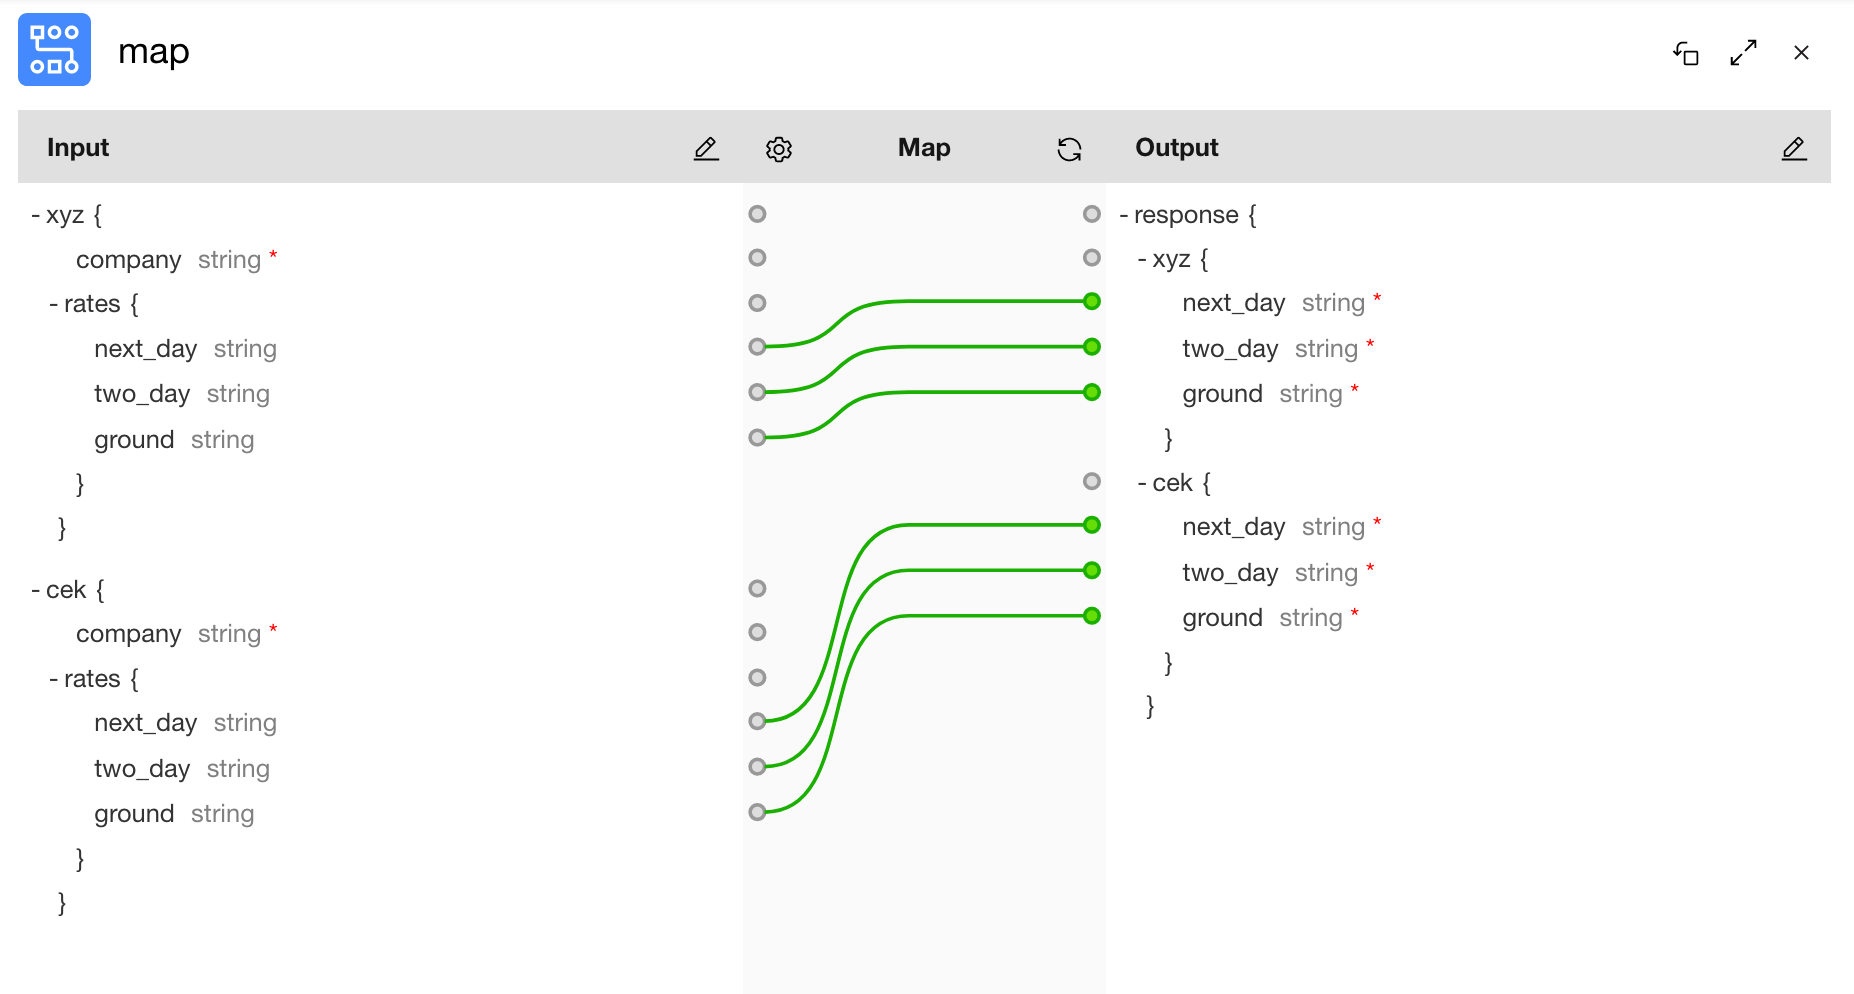 map
Input
Map
Output
- xyz {
company string *
- rates {
next_day string
two_day string
ground string
}
}
- cek {
company string *
- rates {
next_day string
two_day string
ground string
}
}
- response {
- xyz {
next_day string *
two_day string *
ground string *
}
- cek {
next_day string *
two_day string *
ground string *
}
}